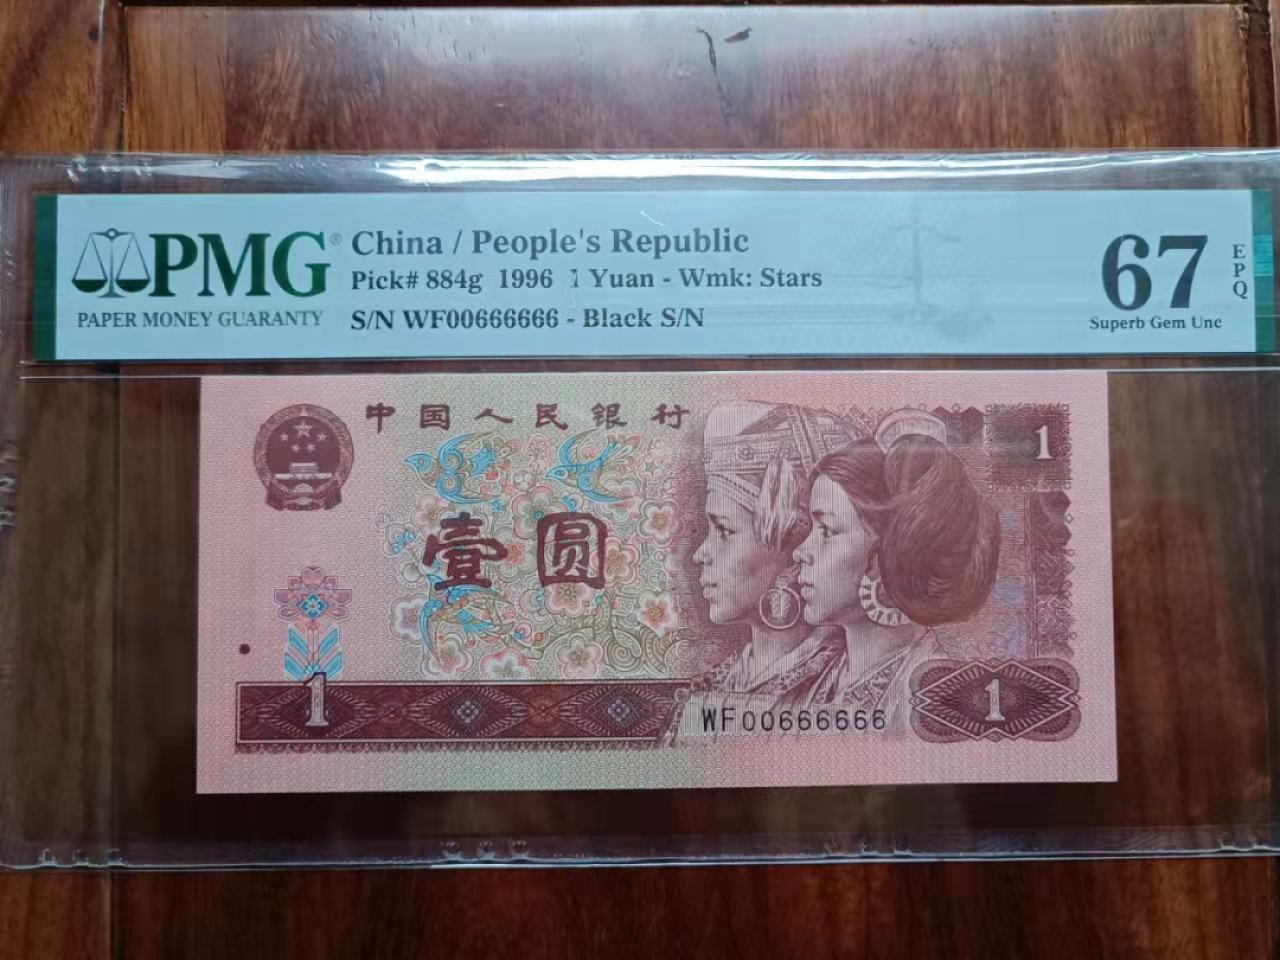 PMG® China / People's Republic
Pick# 884g 1996 1 Yuan - Wmk: Stars
PAPER MONEY GUARANTY
S/N WF00666666 - Black S/N
67
EPQ
Superb Gem Unc
中国人民银行
1
壹圆
1
WF00666666
1